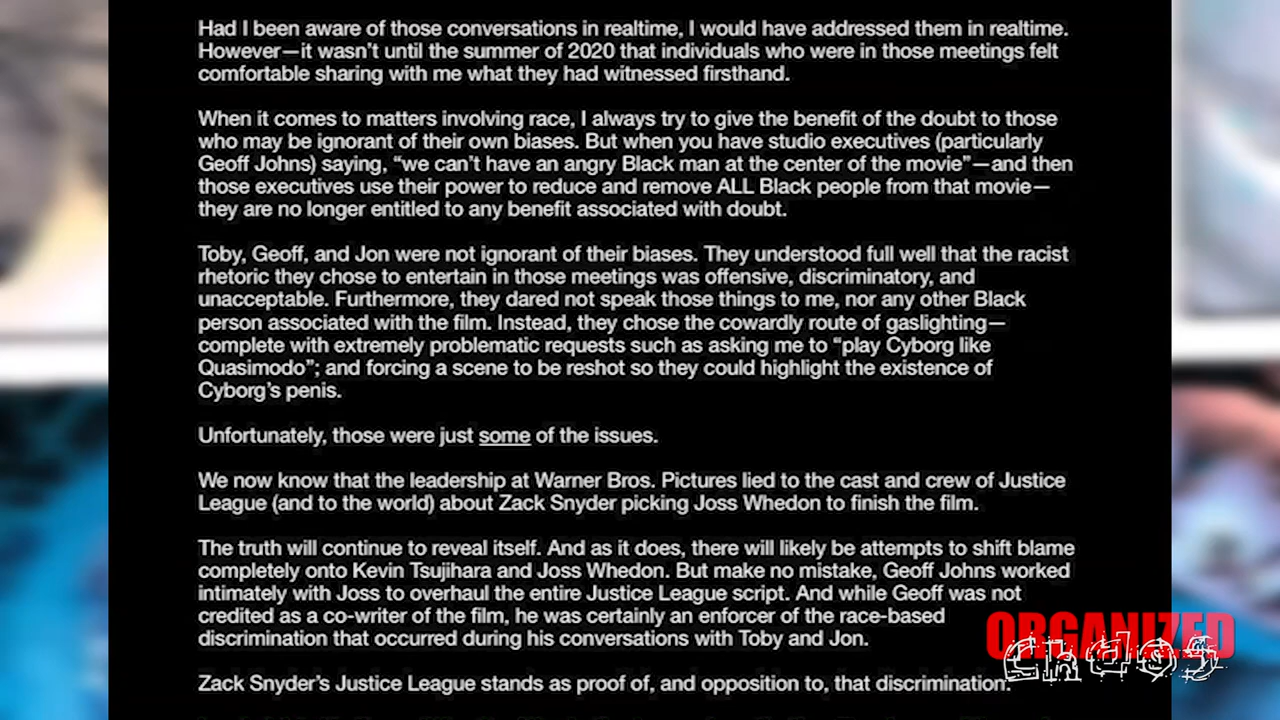 Had I been aware of those conversations in realtime, I would have addressed them in realtime.
However—it wasn't until the summer of 2020 that individuals who were in those meetings felt
comfortable sharing with me what they had witnessed firsthand.
When it comes to matters involving race, I always try to give the benefit of the doubt to those
who may be ignorant of their own biases. But when you have studio executives (particularly
Geoff Johns) saying, “we can't have an angry Black man at the center of the movie”—and then
those executives use their power to reduce and remove ALL Black people from that movie—
they are no longer entitled to any benefit associated with doubt.
Toby, Geoff, and Jon were not ignorant of their biases. They understood full well that the racist
rhetoric they chose to entertain in those meetings was offensive, discriminatory, and
unacceptable. Furthermore, they dared not speak those things to me, nor any other Black
person associated with the film. Instead, they chose the cowardly route of gaslighting—
complete with extremely problematic requests such as asking me to “play Cyborg like
Quasimodo”; and forcing a scene to be reshot so they could highlight the existence of
Cyborg's penis.
Unfortunately, those were just some of the issues.
We now know that the leadership at Warner Bros. Pictures lied to the cast and crew of Justice
League (and to the world) about Zack Snyder picking Joss Whedon to finish the film.
The truth will continue to reveal itself. And as it does, there will likely be attempts to shift blame
completely onto Kevin Tsujihara and Joss Whedon. But make no mistake, Geoff Johns worked
intimately with Joss to overhaul the entire Justice League script. And while Geoff was not
credited as a co-writer of the film, he was certainly an enforcer of the race-based
discrimination that occurred during his conversations with Toby and Jon.
Zack Snyder's Justice League stands as proof of, and opposition to, that discrimination.
ORGANIZED
CHAOS